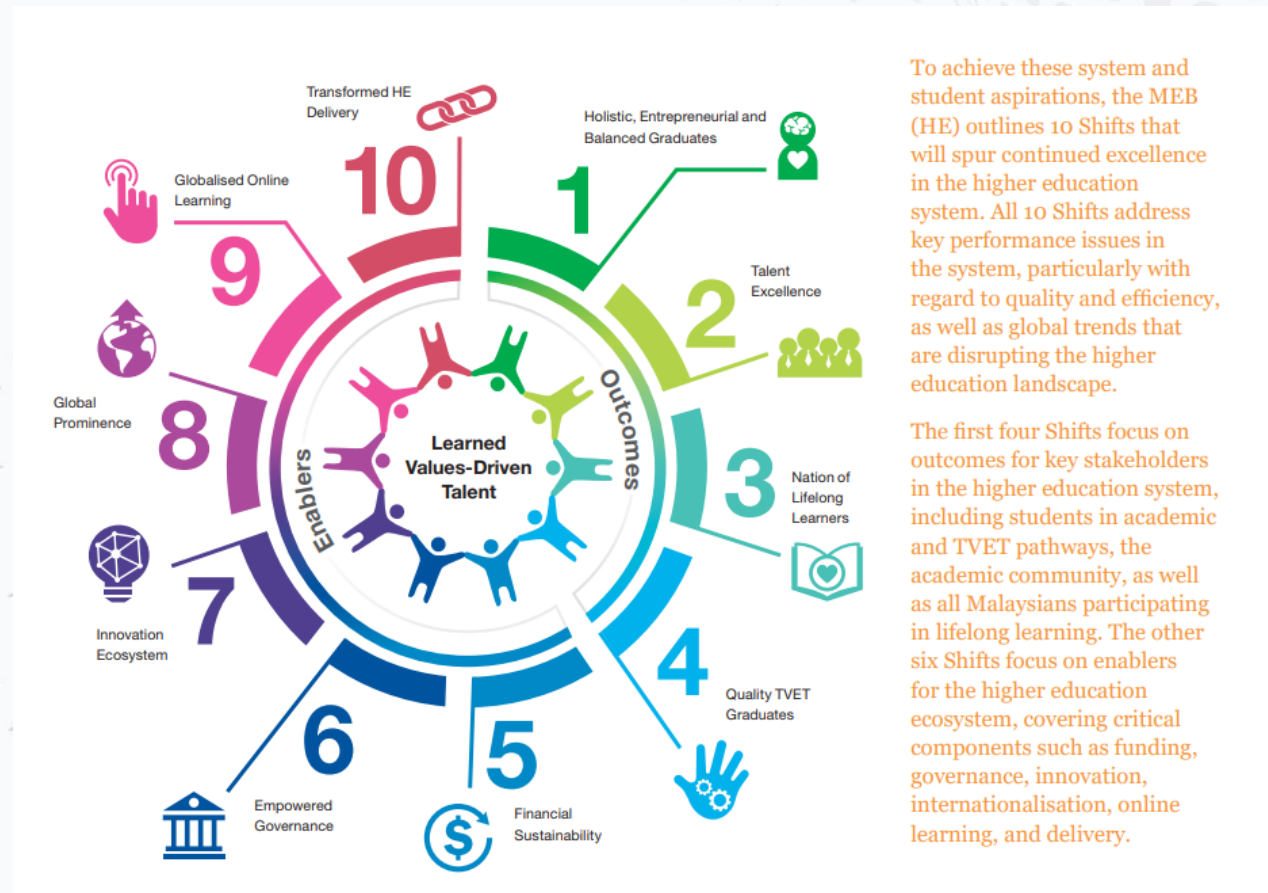 Transformed HE
Delivery
10
Holistic, Entrepreneurial and
Balanced Graduates
1
Talent
Excellence
2
Nation of
Lifelong
Learners
3
Quality TVET
Graduates
4
Financial
Sustainability
5
Empowered
Governance
6
Innovation
Ecosystem
7
Global
Prominence
8
Globalised Online
Learning
9
Enablers
Outcomes
Learned
Values-Driven
Talent
$
To achieve these system and
student aspirations, the MEB
(HE) outlines 10 Shifts that
will spur continued excellence
in the higher education
system. All 10 Shifts address
key performance issues in
the system, particularly with
regard to quality and efficiency,
as well as global trends that
are disrupting the higher
education landscape.
The first four Shifts focus on
outcomes for key stakeholders
in the higher education system,
including students in academic
and TVET pathways, the
academic community, as well
as all Malaysians participating
in lifelong learning. The other
six Shifts focus on enablers
for the higher education
ecosystem, covering critical
components such as funding,
governance, innovation,
internationalisation, online
learning, and delivery.